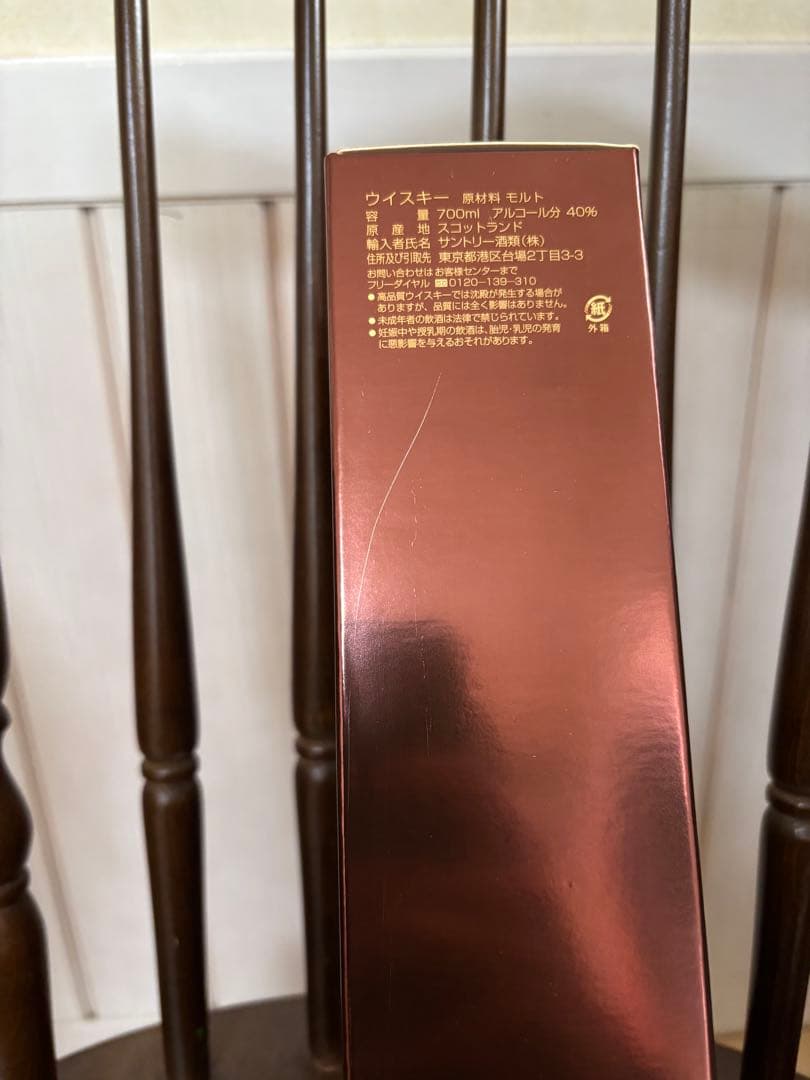 ウイスキー 原材料 モルト
容量 700ml アルコール分 40%
原産地 スコットランド
輸入者氏名 サントリー酒類(株)
住所及び引取先 東京都港区台場2丁目3-3
お問い合わせは お客様センターまで
フリーダイヤル 0120-139-310
●高品質ウイスキーでは沈殿が発生する場合が
ありますが、品質には全く影響はありません。
●未成年者の飲酒は法律で禁じられています。
●妊娠中や授乳期の飲酒は、胎児・乳児の発育
に悪影響を与えるおそれがあります。
紙
外箱